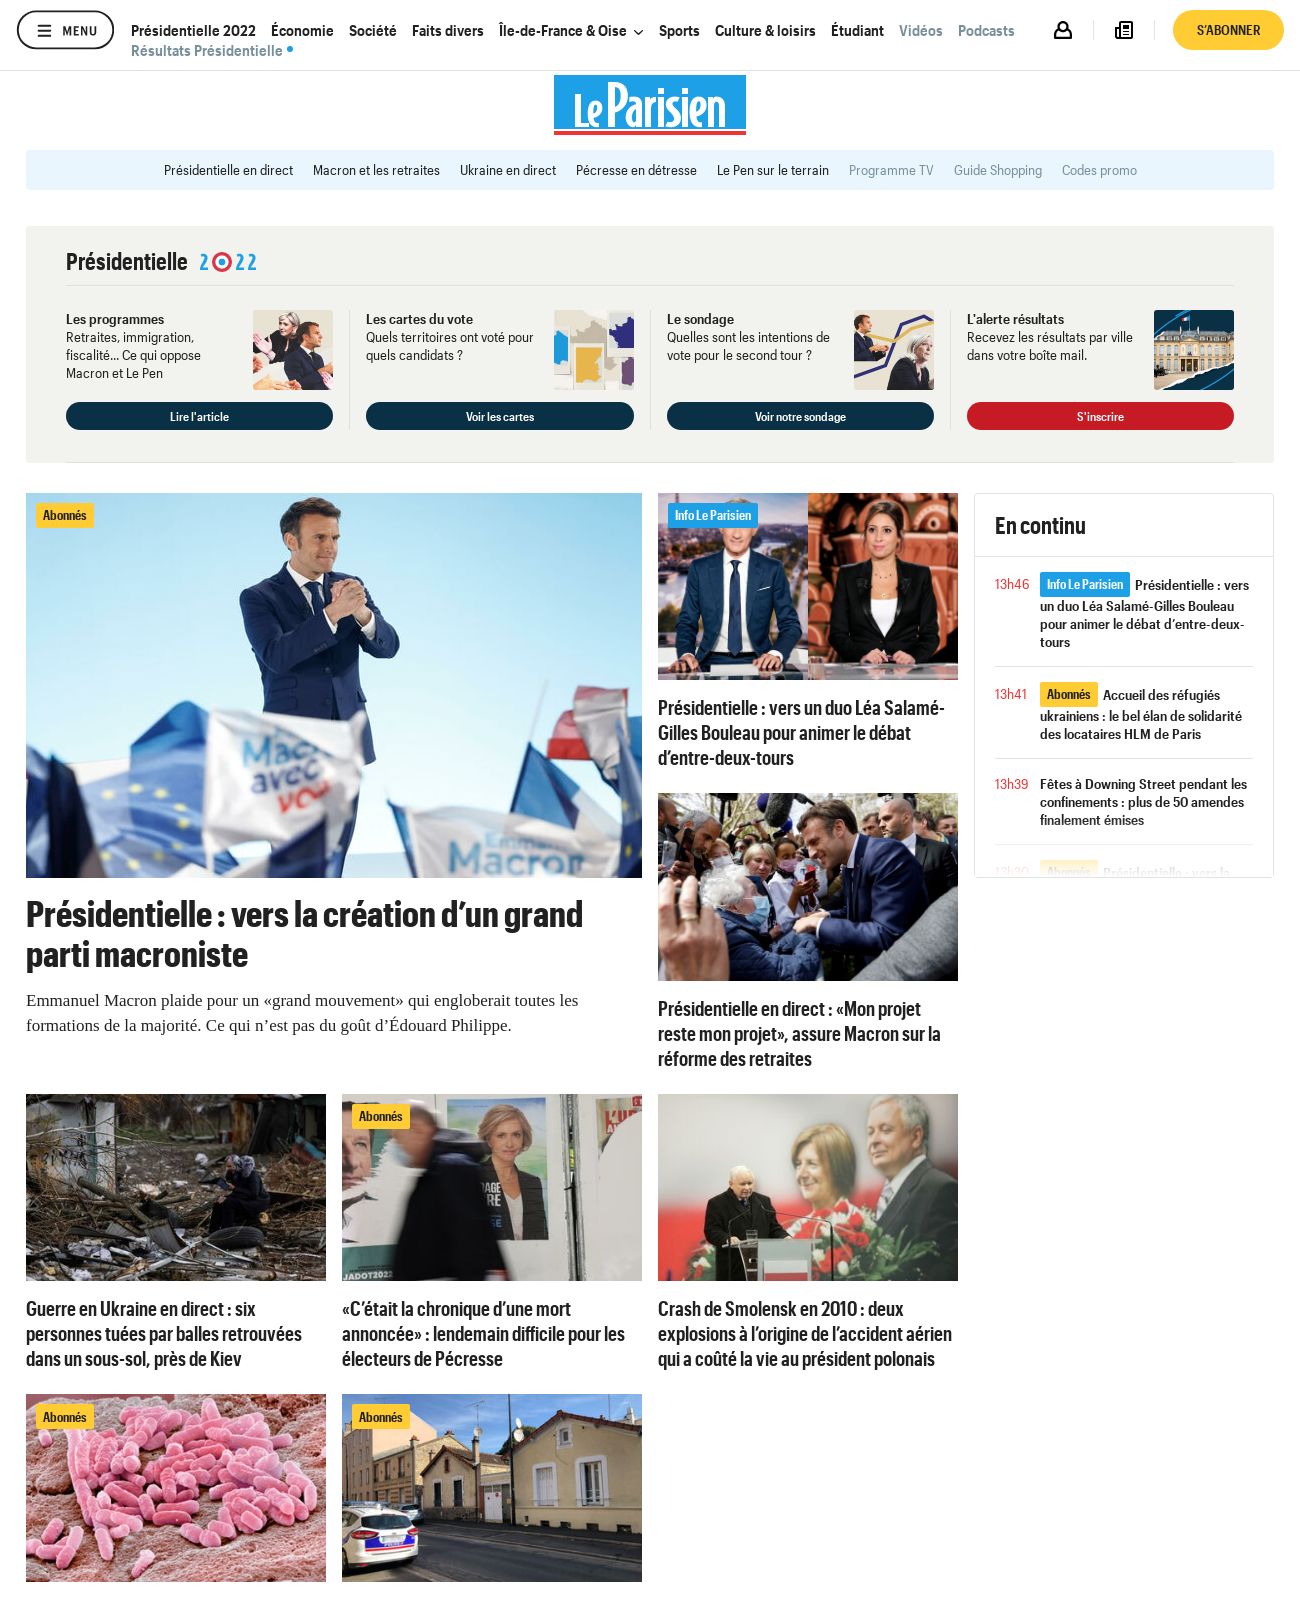 MENU
Présidentielle 2022 Économie Société Faits divers Île-de-France & Oise Sports Culture & loisirs Étudiant Vidéos Podcasts
Résultats Présidentielle
S'ABONNER
Le Parisien
Présidentielle en direct Macron et les retraites Ukraine en direct Pécresse en détresse Le Pen sur le terrain Programme TV Guide Shopping Codes promo
Présidentielle 2022
Les programmes
Retraites, immigration,
fiscalité... Ce qui oppose
Macron et Le Pen
Lire l'article
Les cartes du vote
Quels territoires ont voté pour
quels candidats ?
Voir les cartes
Le sondage
Quelles sont les intentions de
vote pour le second tour ?
Voir notre sondage
L'alerte résultats
Recevez les résultats par ville
dans votre boîte mail.
S'inscrire
Abonnés
Macron
avec
vous
Emmanuel
Macron
Présidentielle : vers la création d’un grand
parti macroniste
Emmanuel Macron plaide pour un «grand mouvement» qui engloberait toutes les
formations de la majorité. Ce qui n’est pas du goût d’Édouard Philippe.
Info Le Parisien
Présidentielle : vers un duo Léa Salamé-
Gilles Bouleau pour animer le débat
d’entre-deux-tours
Présidentielle en direct : «Mon projet
reste mon projet», assure Macron sur la
réforme des retraites
En continu
13h46 Info Le Parisien Présidentielle : vers
un duo Léa Salamé-Gilles Bouleau
pour animer le débat d’entre-deux-
tours
13h41 Abonnés Accueil des réfugiés
ukrainiens : le bel élan de solidarité
des locataires HLM de Paris
13h39 Fêtes à Downing Street pendant les
confinements : plus de 50 amendes
finalement émises
Abonnés Présidentielle : vers la
Guerre en Ukraine en direct : six
personnes tuées par balles retrouvées
dans un sous-sol, près de Kiev
Abonnés
JADOT2022
«C’était la chronique d’une mort
annoncée» : lendemain difficile pour les
électeurs de Pécresse
Crash de Smolensk en 2010 : deux
explosions à l’origine de l’accident aérien
qui a coûté la vie au président polonais
Abonnés
Abonnés